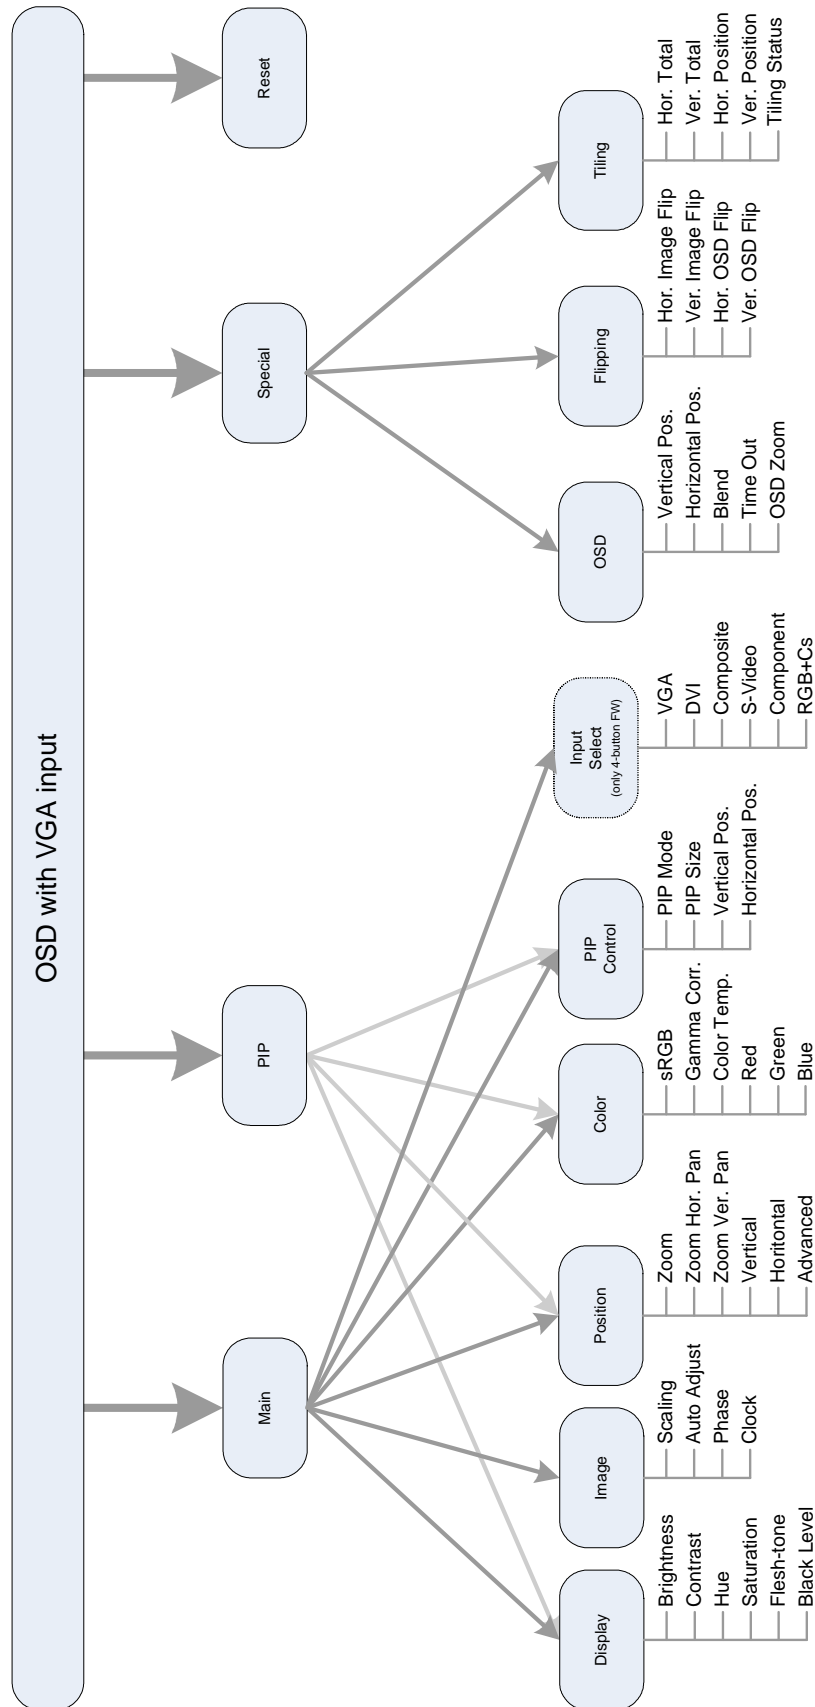 OSD with VGA input
Main
PIP
Special
Reset
Display
Brightness
Contrast
Hue
Saturation
Flesh-tone
Black Level
Image
Scaling
Auto Adjust
Phase
Clock
Position
Zoom
Zoom Hor. Pan
Zoom Ver. Pan
Vertical
Horitontal
Advanced
Color
sRGB
Gamma Corr.
Color Temp.
Red
Green
Blue
PIP
Control
PIP Mode
PIP Size
Vertical Pos.
Horizontal Pos.
Input
Select
(only 4-button FW)
VGA
DVI
Composite
S-Video
Component
RGB+Cs
OSD
Vertical Pos.
Horizontal Pos.
Blend
Time Out
OSD Zoom
Flipping
Hor. Image Flip
Ver. Image Flip
Hor. OSD Flip
Ver. OSD Flip
Tiling
Hor. Total
Ver. Total
Hor. Position
Ver. Position
Tiling Status